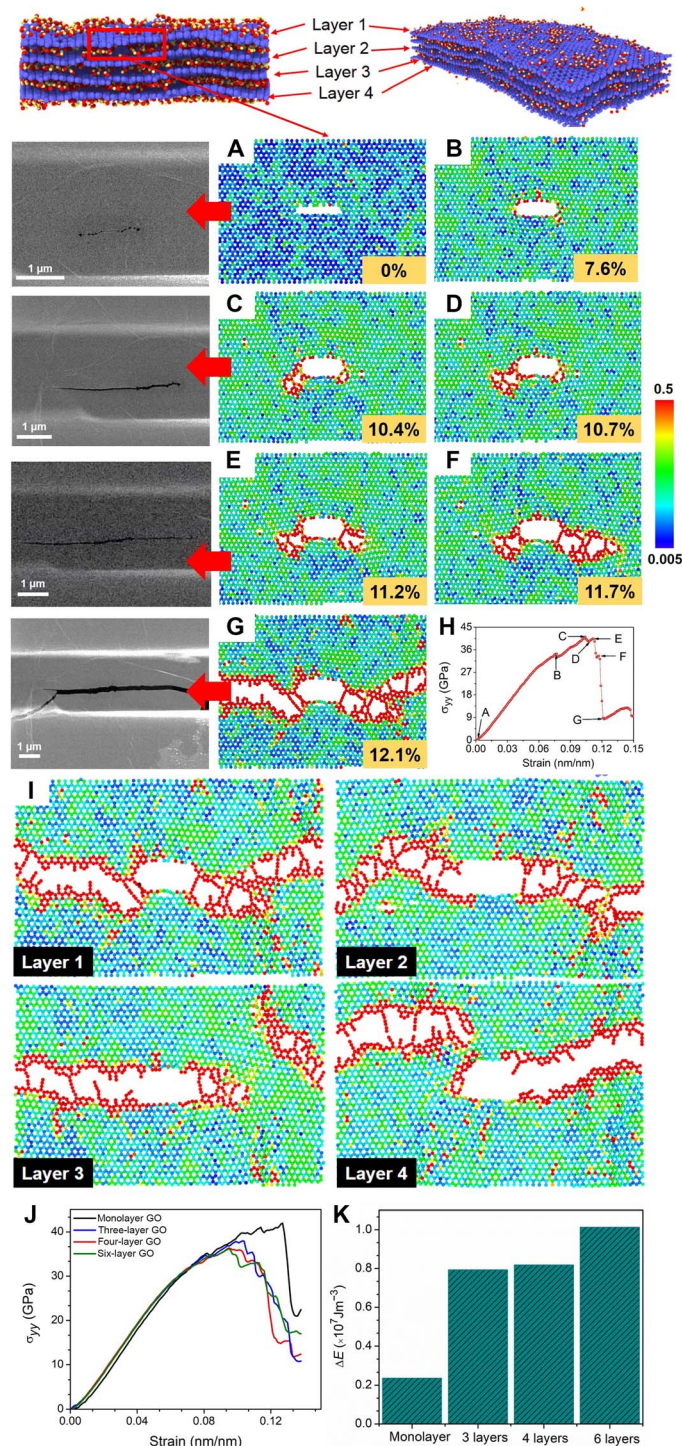 Layer 1
Layer 2
Layer 3
Layer 4
A
B
1 μm
0%
7.6%
C
D
1 μm
10.4%
10.7%
0.5
E
F
1 μm
11.2%
11.7%
0.005
G
H
1 μm
12.1%
σyy (GPa)
45
36
27
18
9
0
A
B
C
D
E
F
G
0.00
0.03
0.06
0.09
0.12
0.15
Strain (nm/nm)
I
Layer 1
Layer 2
Layer 3
Layer 4
J
Monolayer GO
Three-layer GO
Four-layer GO
Six-layer GO
σyy (GPa)
40
30
20
10
0
0.00
0.04
0.08
0.12
Strain (nm/nm)
K
ΔE (×10⁷Jm⁻³)
1.0
0.8
0.6
0.4
0.2
0
Monolayer
3 layers
4 layers
6 layers